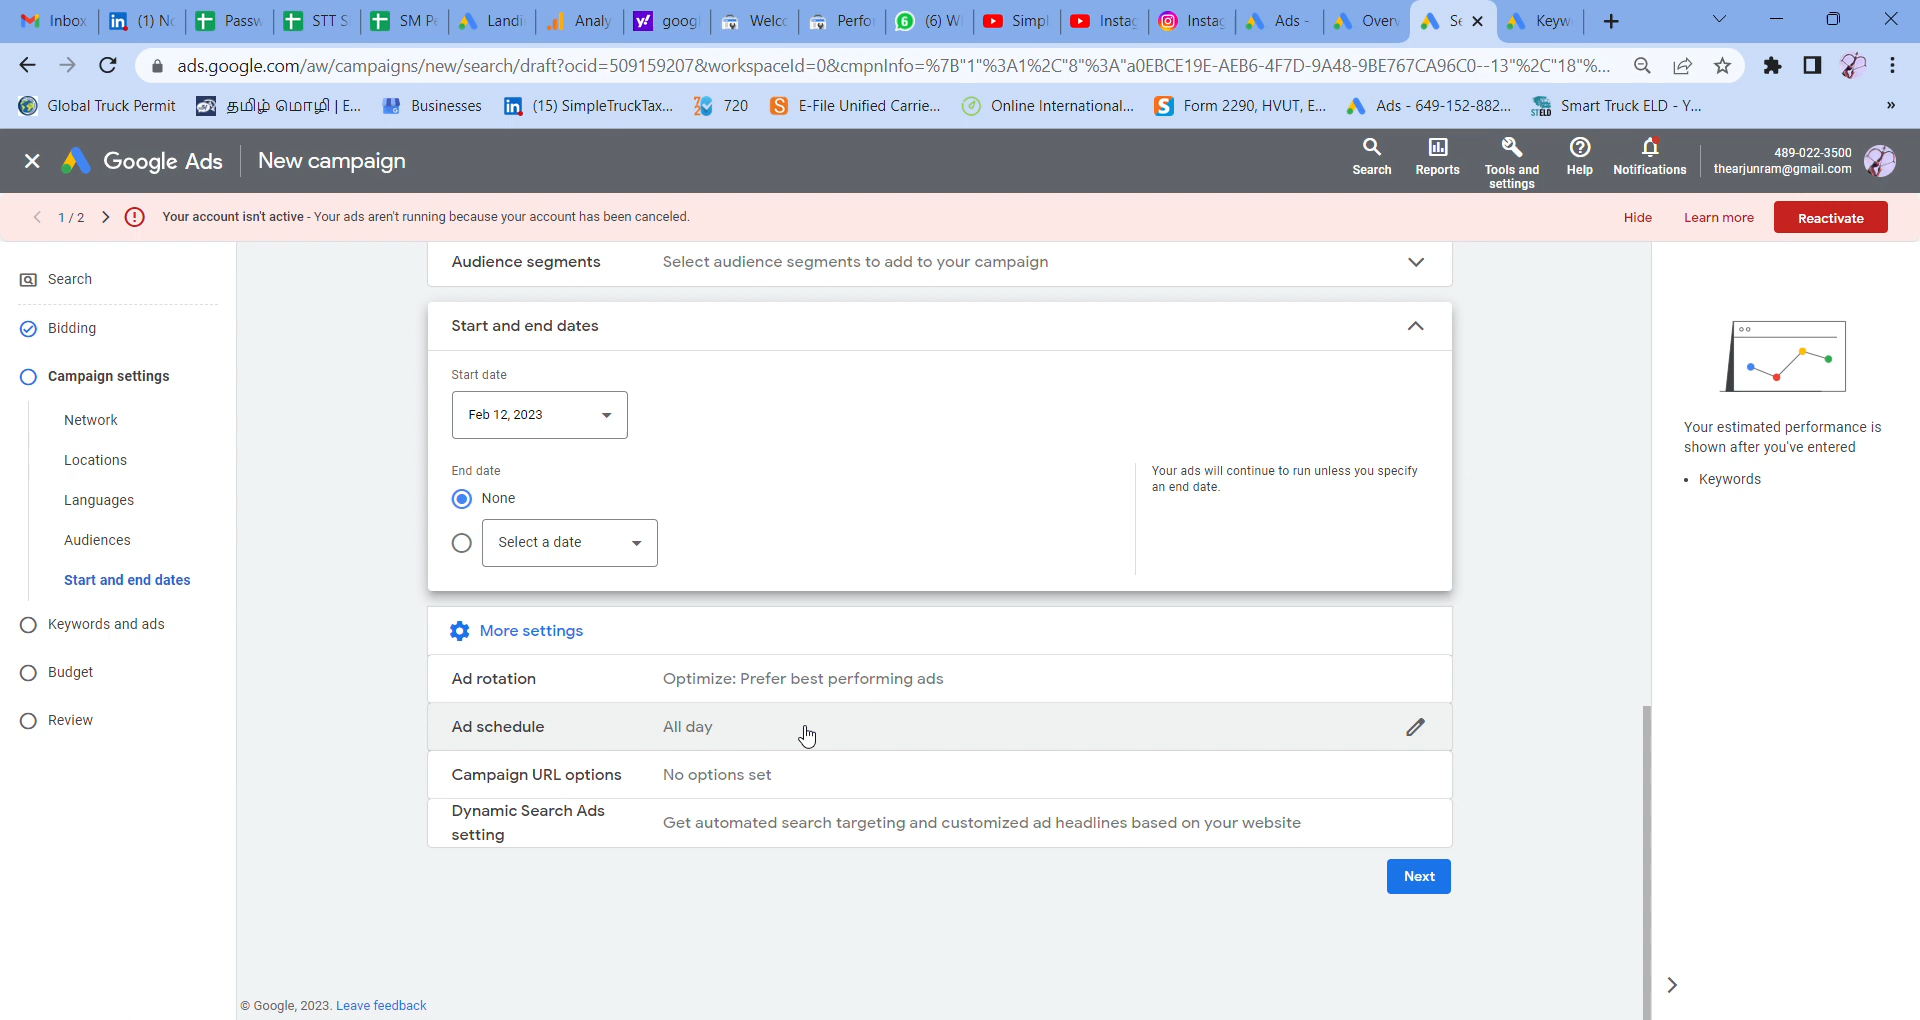 Inbox
(1) N
Passw
STT S
SM P
Landi
Analy
goog
Welc
Perfo
(6) W
Simpl
Instag
Instag
Ads -
Over
Se
Keyw
ads.google.com/aw/campaigns/new/search/draft?ocid=509159207&workspaceId=0&cmpnInfo=%7B"1"%3A1%2C"8"%3A"a0EBCE19E-AEB6-4F7D-9A48-9BE767CA96C0--13"%2C"18"%...
Global Truck Permit
தமிழ் மொழி | E...
Businesses
(15) SimpleTruckTax...
720
E-File Unified Carrie...
Online International...
Form 2290, HVUT, E...
Ads - 649-152-882...
Smart Truck ELD - Y...
»
Google Ads
New campaign
Search
Reports
Tools and
settings
Help
Notifications
489-022-3500
thearjunram@gmail.com
1 / 2
Your account isn't active - Your ads aren't running because your account has been canceled.
Hide
Learn more
Reactivate
Search
Bidding
Campaign settings
Network
Locations
Languages
Audiences
Start and end dates
Keywords and ads
Budget
Review
Audience segments
Select audience segments to add to your campaign
Start and end dates
Start date
Feb 12, 2023
End date
None
Select a date
Your ads will continue to run unless you specify
an end date.
More settings
Ad rotation
Optimize: Prefer best performing ads
Ad schedule
All day
Campaign URL options
No options set
Dynamic Search Ads
setting
Get automated search targeting and customized ad headlines based on your website
Next
Your estimated performance is
shown after you've entered
• Keywords
© Google, 2023. Leave feedback